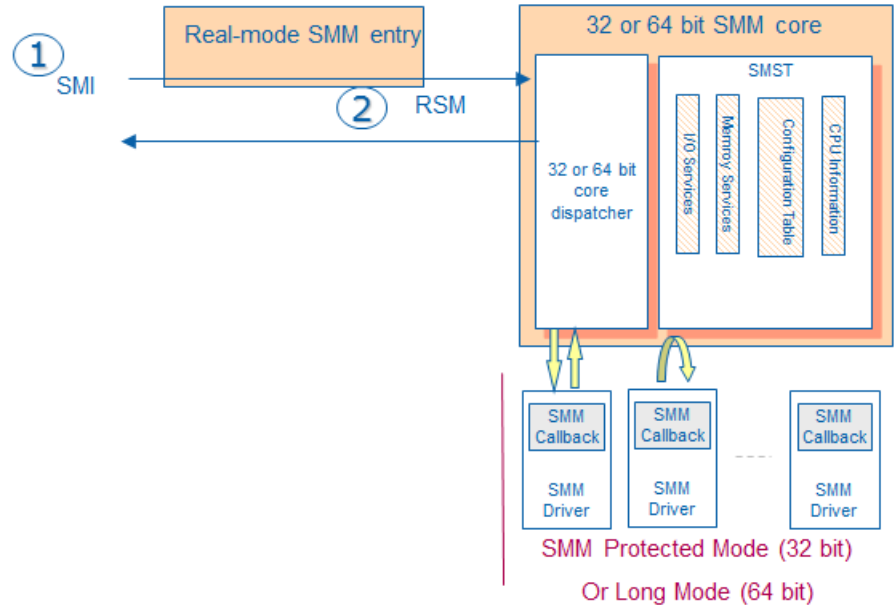 1
SMI
Real-mode SMM entry
2
RSM
32 or 64 bit SMM core
32 or 64 bit
core
dispatcher
SMST
I/O Services
Memroy Services
Configuration Table
CPU Information
SMM
Callback
SMM
Driver
SMM
Callback
SMM
Driver
SMM
Callback
SMM
Driver
SMM Protected Mode (32 bit)
Or Long Mode (64 bit)